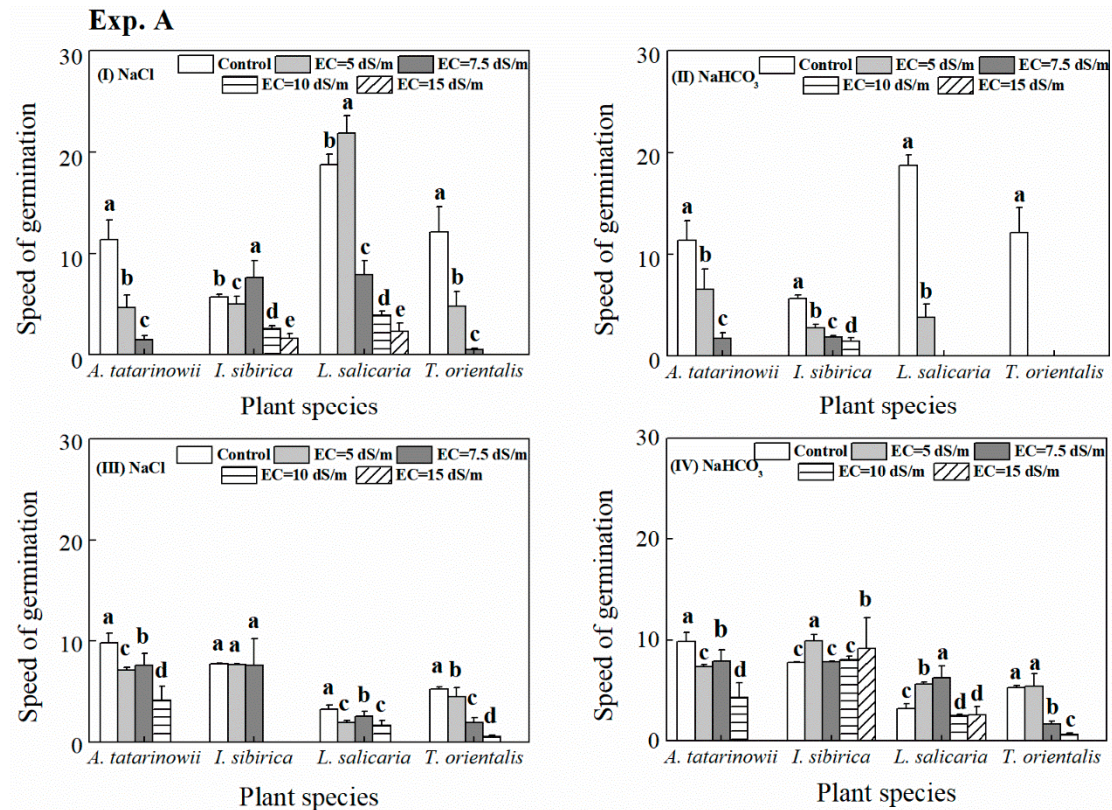 Exp. A
30
20
10
0
Speed of germination
(I) NaCl
Control EC=5 dS/m EC=7.5 dS/m
EC=10 dS/m EC=15 dS/m
a b c
b c a d e
b a c d e
a b c
A. tatarinowii I. sibirica L. salicaria T. orientalis
Plant species
30
20
10
0
Speed of germination
(II) NaHCO3
Control EC=5 dS/m EC=7.5 dS/m
EC=10 dS/m EC=15 dS/m
a b c
a b c d
a b
a
A. tatarinowii I. sibirica L. salicaria T. orientalis
Plant species
30
20
10
0
Speed of germination
(III) NaCl
Control EC=5 dS/m EC=7.5 dS/m
EC=10 dS/m EC=15 dS/m
a c b d
a a a
a c b c
a b c d
A. tatarinowii I. sibirica L. salicaria T. orientalis
Plant species
30
20
10
0
Speed of germination
(IV) NaHCO3
Control EC=5 dS/m EC=7.5 dS/m
EC=10 dS/m EC=15 dS/m
a c b d
c a c c b
c b a d d
a a b c
A. tatarinowii I. sibirica L. salicaria T. orientalis
Plant species